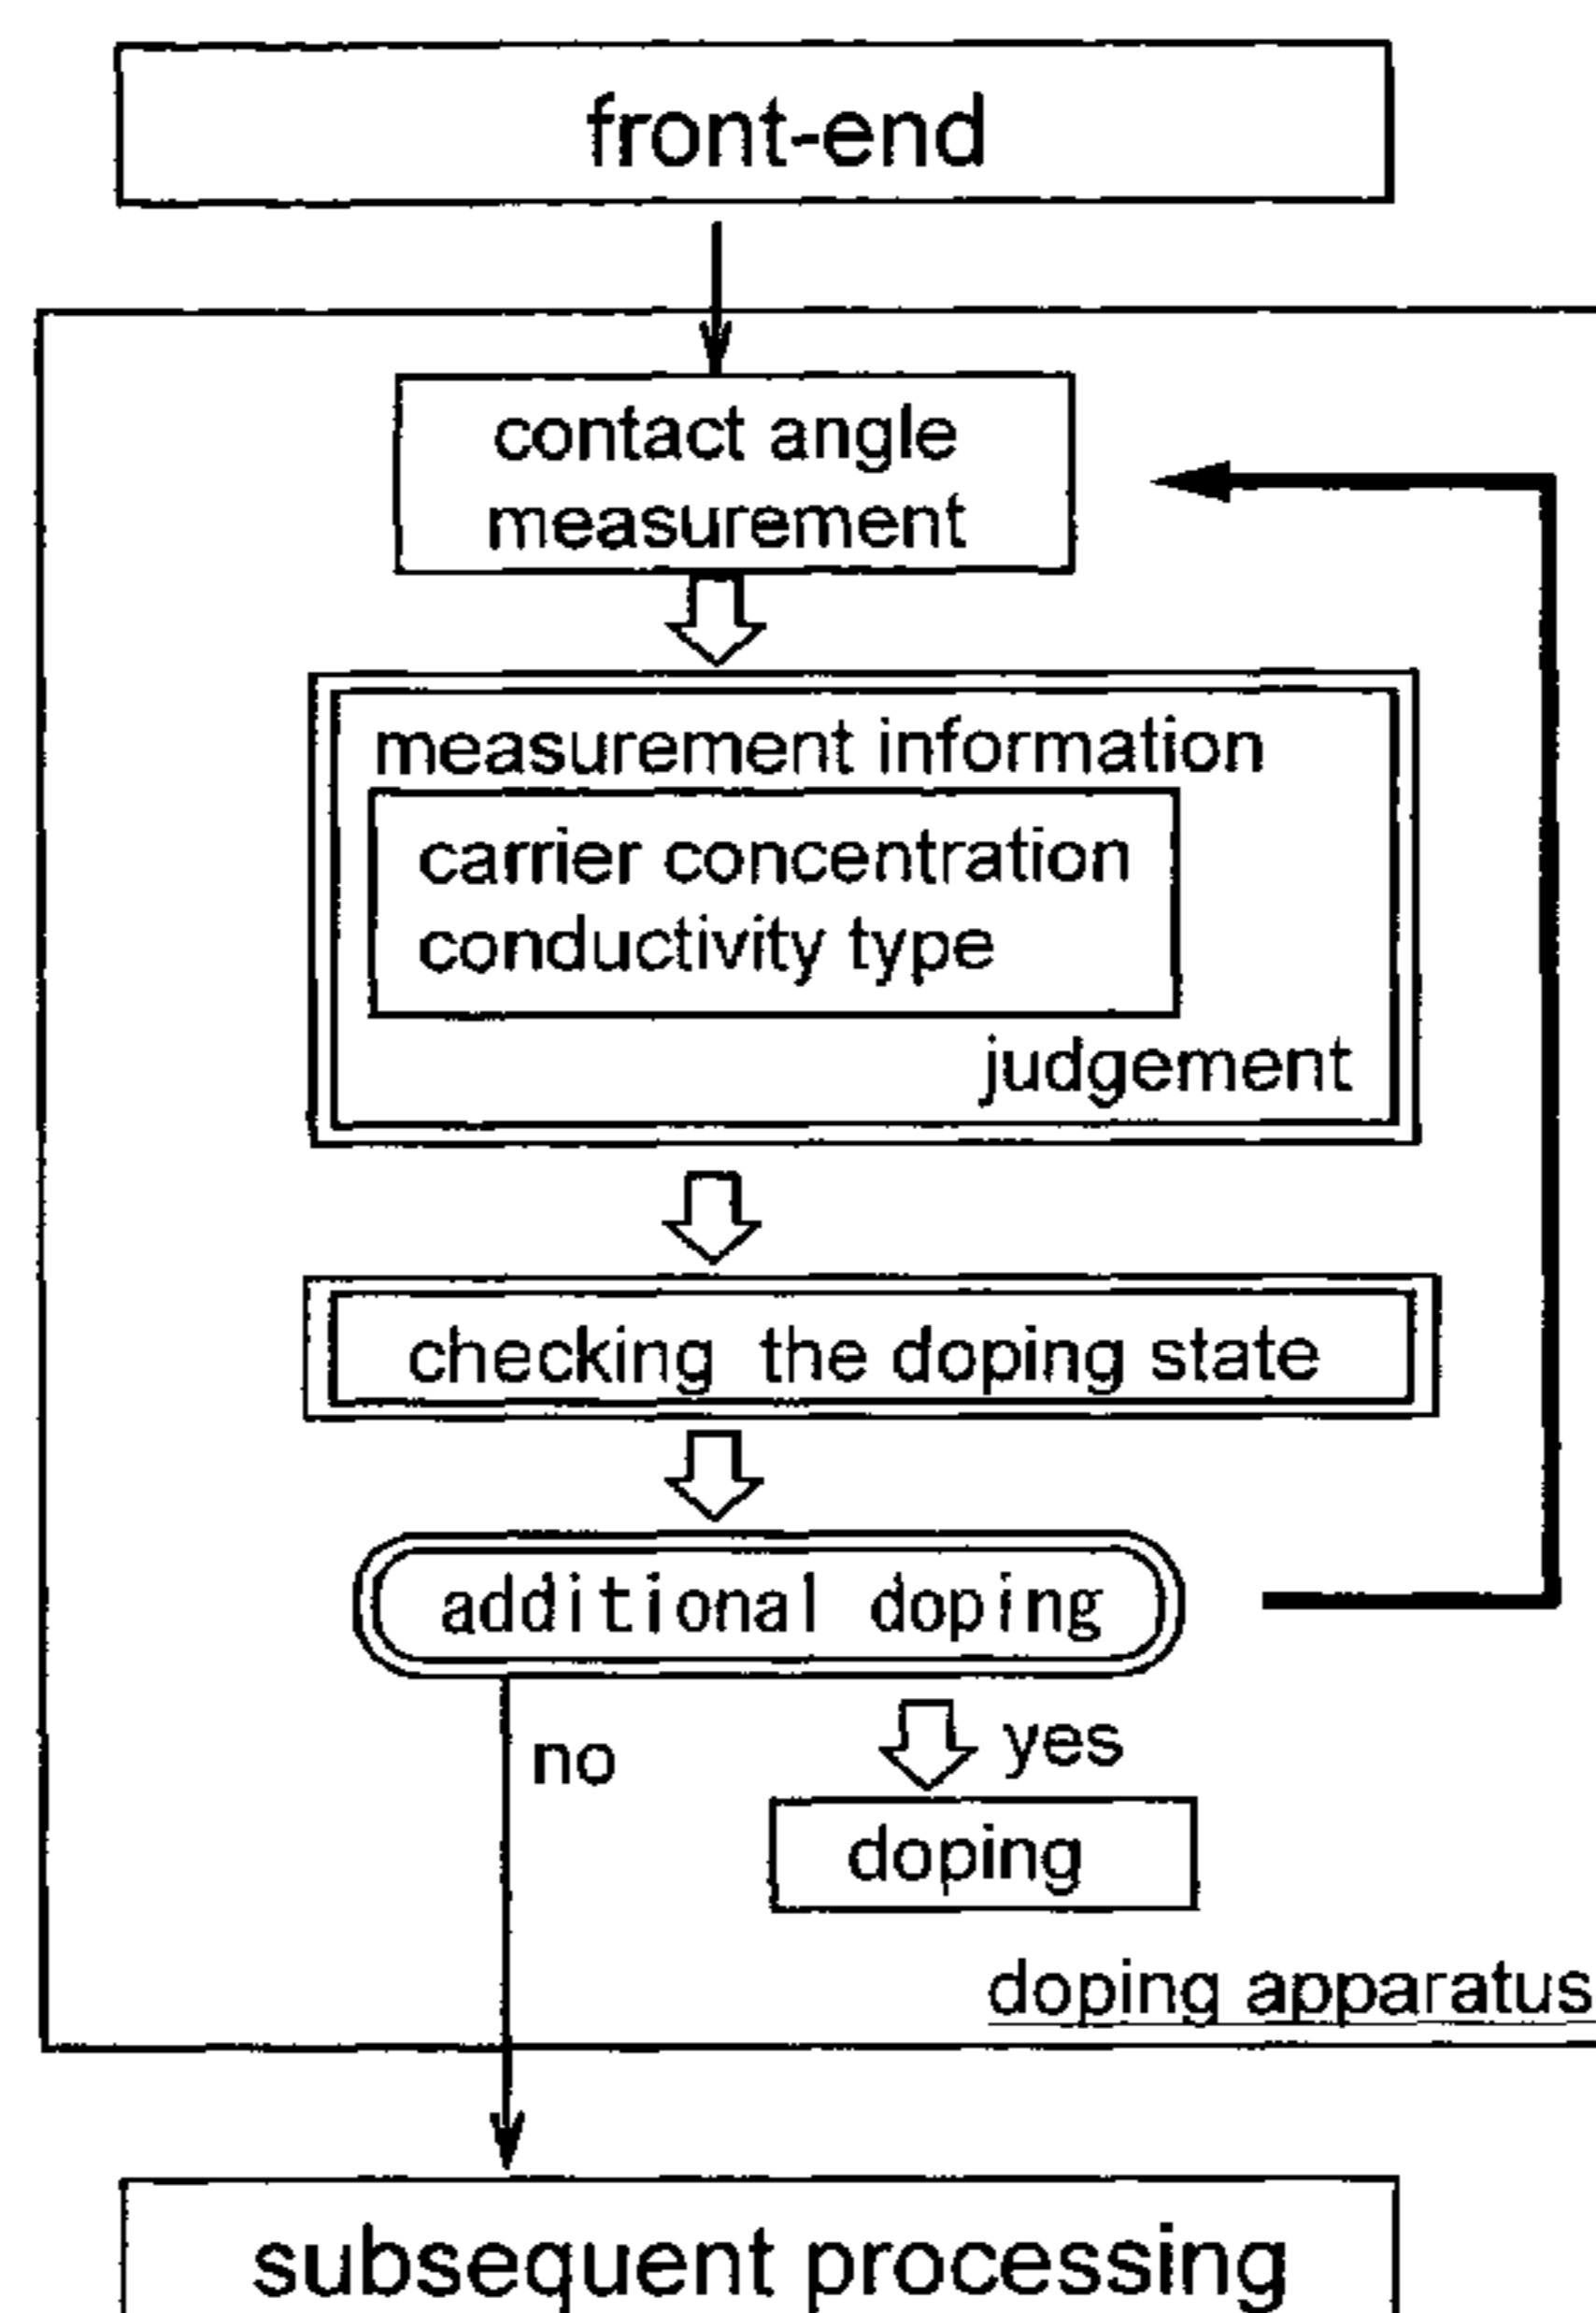 front-end
contact angle
measurement
measurement information
carrier concentration
conductivity type
judgement
checking the doping state
additional doping
no
yes
doping
doping apparatus
subsequent processing